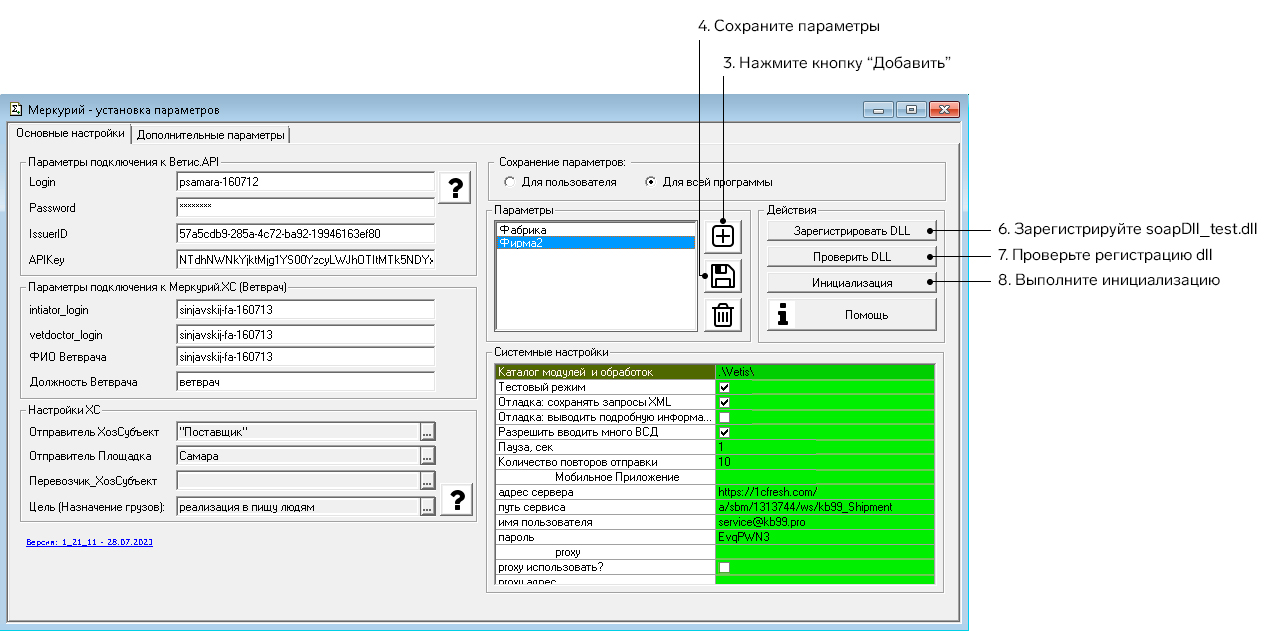 4. Сохраните параметры
3. Нажмите кнопку “Добавить”
Меркурий - установка параметров
Основные настройки
Дополнительные параметры
Параметры подключения к Ветис.API
Login
psamara-160712
?
Password
********
IssuerID
57a5cdb9-285a-4c72-ba92-19946163ef80
APIKey
Параметры подключения к Меркурий.ХС (Ветврач)
intiator_login
sinjavskij-fa-160713
vetdoctor_login
sinjavskij-fa-160713
ФИО Ветврача
sinjavskij-fa-160713
Должность Ветврача
ветврач
Настройки ХС
Отправитель ХозСубъект
"Поставщик"
...
Отправитель Площадка
Самара
...
Перевозчик_ХозСубъект
...
Цель (Назначение грузов):
реализация в пищу людям
...
?
Версия: 1_21_11 - 28.07.2023
Сохранение параметров:
Для пользователя
Для всей программы
Параметры
Фабрика
Фирма2
Действия
Зарегистрировать DLL
Проверить DLL
Инициализация
i Помощь
6. Зарегистрируйте soapDll_test.dll
7. Проверьте регистрацию dll
8. Выполните инициализацию
Системные настройки
Каталог модулей и обработок
.\Vetis\
Тестовый режим
Отладка: сохранять запросы XML
Отладка: выводить подробную информа...
Разрешить вводить много ВСД
Пауза, сек
1
Количество повторов отправки
10
Мобильное Приложение
адрес сервера
https://1cfresh.com/
путь сервиса
a/sbm/1313744/ws/kb99_Shipment
имя пользователя
service@kb99.pro
пароль
EvqPWN3
proxy
proxy использовать?
proxy адрес